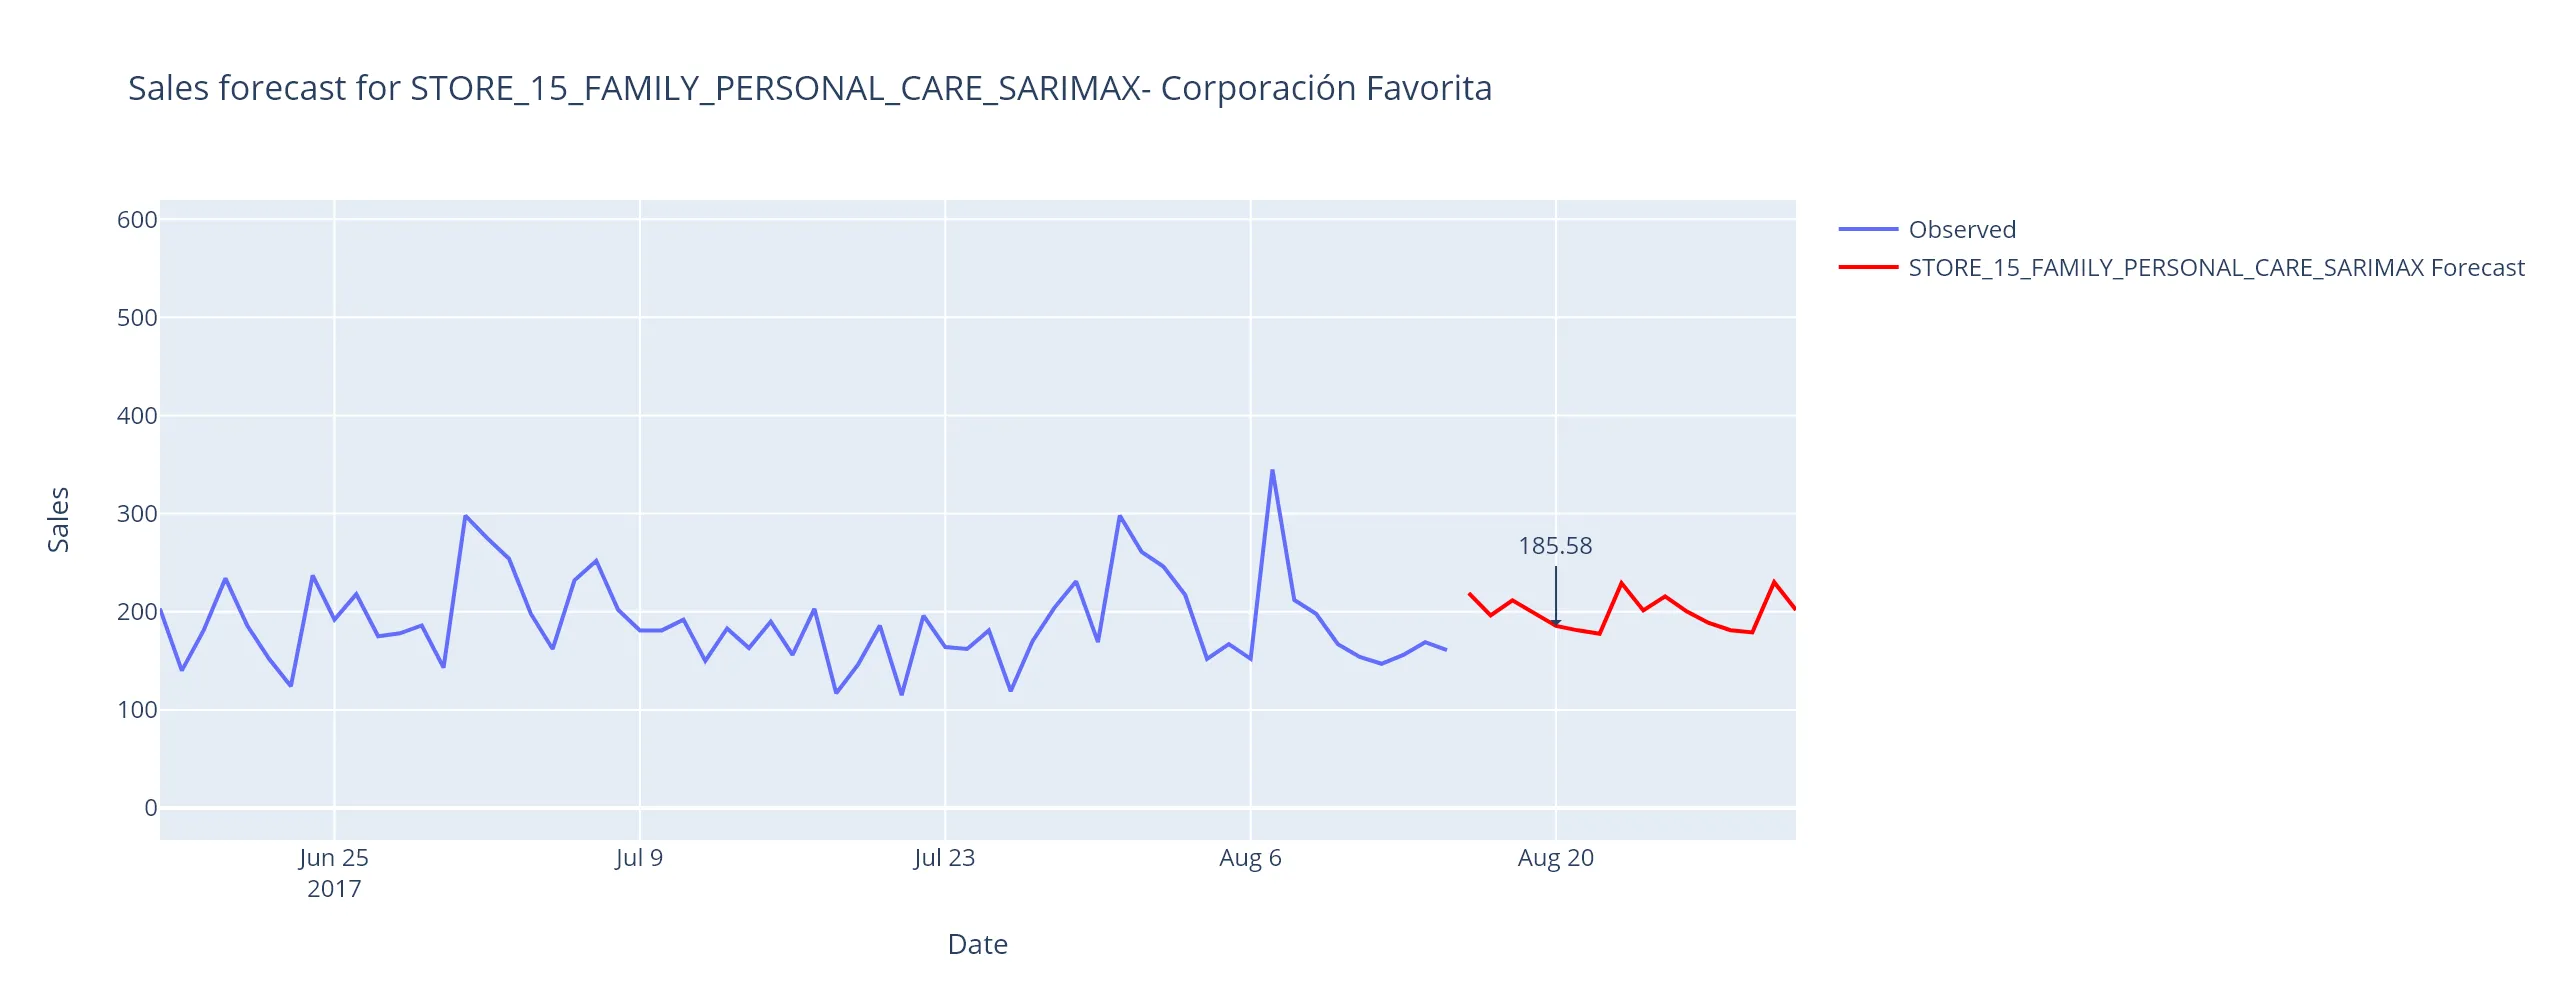 Sales forecast for STORE_15_FAMILY_PERSONAL_CARE_SARIMAX- Corporación Favorita
Observed
STORE_15_FAMILY_PERSONAL_CARE_SARIMAX Forecast
600
500
400
300
200
100
0
Sales
185.58
Jun 25
2017
Jul 9
Jul 23
Aug 6
Aug 20
Date